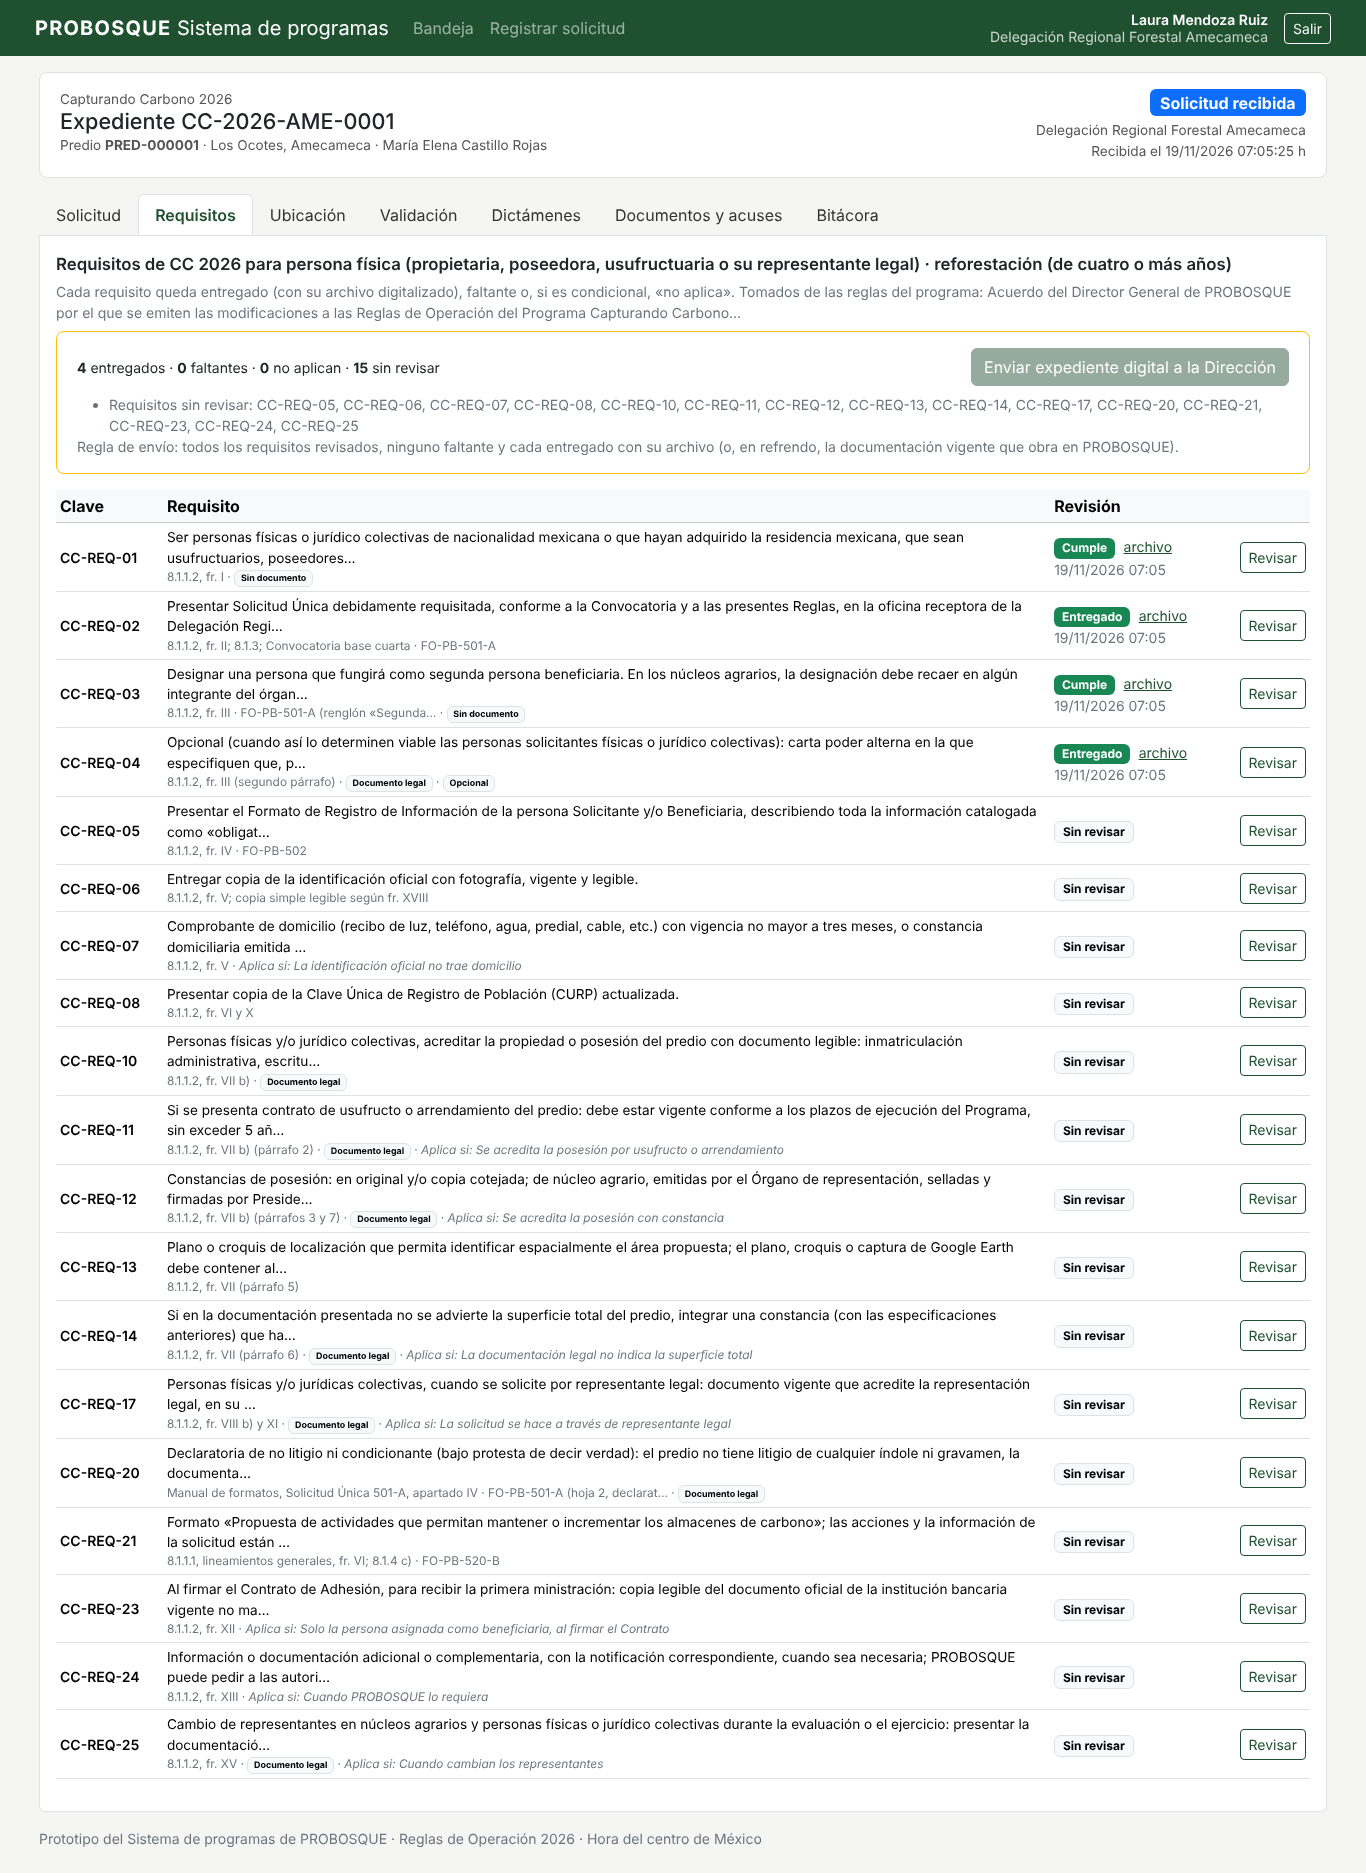 PROBOSQUE Sistema de programas Bandeja Registrar solicitud
Laura Mendoza Ruiz
Delegación Regional Forestal Amecameca
Salir
Capturando Carbono 2026
Expediente CC-2026-AME-0001
Predio PRED-000001 · Los Ocotes, Amecameca · María Elena Castillo Rojas
Solicitud recibida
Delegación Regional Forestal Amecameca
Recibida el 19/11/2026 07:05:25 h
Solicitud Requisitos Ubicación Validación Dictámenes Documentos y acuses Bitácora
Requisitos de CC 2026 para persona física (propietaria, poseedora, usufructuaria o su representante legal) · reforestación (de cuatro o más años)
Cada requisito queda entregado (con su archivo digitalizado), faltante o, si es condicional, «no aplica». Tomados de las reglas del programa: Acuerdo del Director General de PROBOSQUE
por el que se emiten las modificaciones a las Reglas de Operación del Programa Capturando Carbono...
4 entregados · 0 faltantes · 0 no aplican · 15 sin revisar
Enviar expediente digital a la Dirección
• Requisitos sin revisar: CC-REQ-05, CC-REQ-06, CC-REQ-07, CC-REQ-08, CC-REQ-10, CC-REQ-11, CC-REQ-12, CC-REQ-13, CC-REQ-14, CC-REQ-17, CC-REQ-20, CC-REQ-21,
CC-REQ-23, CC-REQ-24, CC-REQ-25
Regla de envío: todos los requisitos revisados, ninguno faltante y cada entregado con su archivo (o, en refrendo, la documentación vigente que obra en PROBOSQUE).
Clave Requisito Revisión
CC-REQ-01
Ser personas físicas o jurídico colectivas de nacionalidad mexicana o que hayan adquirido la residencia mexicana, que sean
usufructuarios, poseedores...
8.1.1.2, fr. I · Sin documento
Cumple archivo
19/11/2026 07:05
Revisar
CC-REQ-02
Presentar Solicitud Única debidamente requisitada, conforme a la Convocatoria y a las presentes Reglas, en la oficina receptora de la
Delegación Regi...
8.1.1.2, fr. II; 8.1.3; Convocatoria base cuarta · FO-PB-501-A
Entregado archivo
19/11/2026 07:05
Revisar
CC-REQ-03
Designar una persona que fungirá como segunda persona beneficiaria. En los núcleos agrarios, la designación debe recaer en algún
integrante del órgan...
8.1.1.2, fr. III · FO-PB-501-A (renglón «Segunda... · Sin documento
Cumple archivo
19/11/2026 07:05
Revisar
CC-REQ-04
Opcional (cuando así lo determinen viable las personas solicitantes físicas o jurídico colectivas): carta poder alterna en la que
especifiquen que, p...
8.1.1.2, fr. III (segundo párrafo) · Documento legal · Opcional
Entregado archivo
19/11/2026 07:05
Revisar
CC-REQ-05
Presentar el Formato de Registro de Información de la persona Solicitante y/o Beneficiaria, describiendo toda la información catalogada
como «obligat...
8.1.1.2, fr. IV · FO-PB-502
Sin revisar
Revisar
CC-REQ-06
Entregar copia de la identificación oficial con fotografía, vigente y legible.
8.1.1.2, fr. V; copia simple legible según fr. XVIII
Sin revisar
Revisar
CC-REQ-07
Comprobante de domicilio (recibo de luz, teléfono, agua, predial, cable, etc.) con vigencia no mayor a tres meses, o constancia
domiciliaria emitida ...
8.1.1.2, fr. V · Aplica si: La identificación oficial no trae domicilio
Sin revisar
Revisar
CC-REQ-08
Presentar copia de la Clave Única de Registro de Población (CURP) actualizada.
8.1.1.2, fr. VI y X
Sin revisar
Revisar
CC-REQ-10
Personas físicas y/o jurídico colectivas, acreditar la propiedad o posesión del predio con documento legible: inmatriculación
administrativa, escritu...
8.1.1.2, fr. VII b) · Documento legal
Sin revisar
Revisar
CC-REQ-11
Si se presenta contrato de usufructo o arrendamiento del predio: debe estar vigente conforme a los plazos de ejecución del Programa,
sin exceder 5 añ...
8.1.1.2, fr. VII b) (párrafo 2) · Documento legal · Aplica si: Se acredita la posesión por usufructo o arrendamiento
Sin revisar
Revisar
CC-REQ-12
Constancias de posesión: en original y/o copia cotejada; de núcleo agrario, emitidas por el Órgano de representación, selladas y
firmadas por Preside...
8.1.1.2, fr. VII b) (párrafos 3 y 7) · Documento legal · Aplica si: Se acredita la posesión con constancia
Sin revisar
Revisar
CC-REQ-13
Plano o croquis de localización que permita identificar espacialmente el área propuesta; el plano, croquis o captura de Google Earth
debe contener al...
8.1.1.2, fr. VII (párrafo 5)
Sin revisar
Revisar
CC-REQ-14
Si en la documentación presentada no se advierte la superficie total del predio, integrar una constancia (con las especificaciones
anteriores) que ha...
8.1.1.2, fr. VII (párrafo 6) · Documento legal · Aplica si: La documentación legal no indica la superficie total
Sin revisar
Revisar
CC-REQ-17
Personas físicas y/o jurídicas colectivas, cuando se solicite por representante legal: documento vigente que acredite la representación
legal, en su ...
8.1.1.2, fr. VIII b) y XI · Documento legal · Aplica si: La solicitud se hace a través de representante legal
Sin revisar
Revisar
CC-REQ-20
Declaratoria de no litigio ni condicionante (bajo protesta de decir verdad): el predio no tiene litigio de cualquier índole ni gravamen, la
documenta...
Manual de formatos, Solicitud Única 501-A, apartado IV · FO-PB-501-A (hoja 2, declarat... · Documento legal
Sin revisar
Revisar
CC-REQ-21
Formato «Propuesta de actividades que permitan mantener o incrementar los almacenes de carbono»; las acciones y la información de
la solicitud están ...
8.1.1.1, lineamientos generales, fr. VI; 8.1.4 c) · FO-PB-520-B
Sin revisar
Revisar
CC-REQ-23
Al firmar el Contrato de Adhesión, para recibir la primera ministración: copia legible del documento oficial de la institución bancaria
vigente no ma...
8.1.1.2, fr. XII · Aplica si: Solo la persona asignada como beneficiaria, al firmar el Contrato
Sin revisar
Revisar
CC-REQ-24
Información o documentación adicional o complementaria, con la notificación correspondiente, cuando sea necesaria; PROBOSQUE
puede pedir a las autori...
8.1.1.2, fr. XIII · Aplica si: Cuando PROBOSQUE lo requiera
Sin revisar
Revisar
CC-REQ-25
Cambio de representantes en núcleos agrarios y personas físicas o jurídico colectivas durante la evaluación o el ejercicio: presentar la
documentació...
8.1.1.2, fr. XV · Documento legal · Aplica si: Cuando cambian los representantes
Sin revisar
Revisar
Prototipo del Sistema de programas de PROBOSQUE · Reglas de Operación 2026 · Hora del centro de México